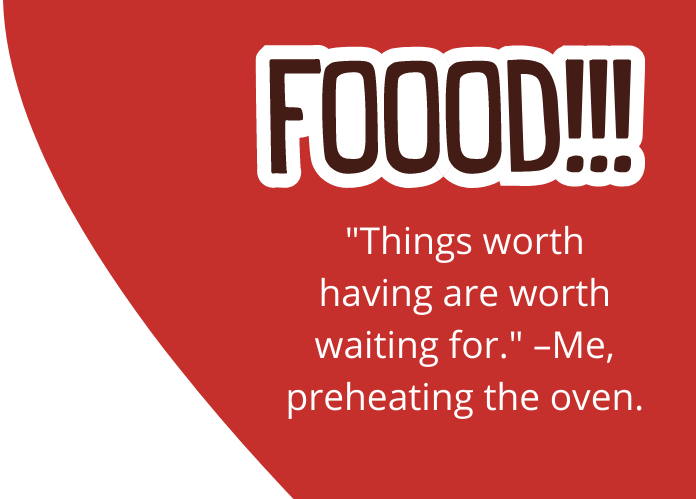 FOOOD!!!
"Things worth
having are worth
waiting for." –Me,
preheating the oven.